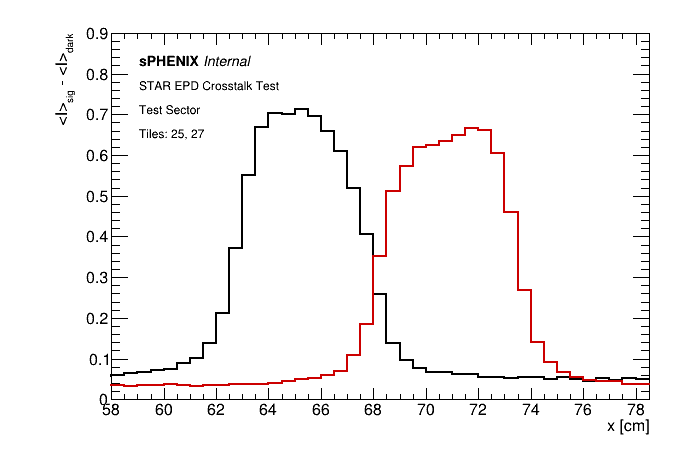 <I>sig - <I>dark
0.9
0.8
0.7
0.6
0.5
0.4
0.3
0.2
0.1
0
sPHENIX Internal
STAR EPD Crosstalk Test
Test Sector
Tiles: 25, 27
58 60 62 64 66 68 70 72 74 76 78
x [cm]